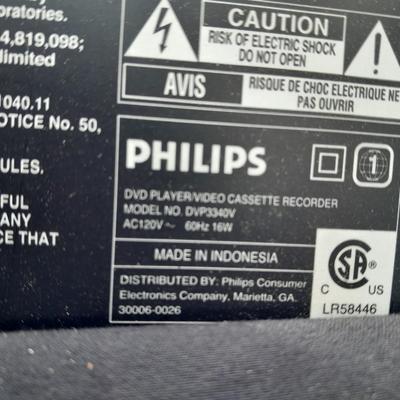 oratories.
4,819,098;
limited
1040.11
OTICE No. 50,
ULES.
FUL
ANY
CE THAT
CAUTION
RISK OF ELECTRIC SHOCK
DO NOT OPEN
AVIS
RISQUE DE CHOC ELECTRIQUE NE
PAS OUVRIR
PHILIPS
1
DVD PLAYER/VIDEO CASSETTE RECORDER
MODEL NO. DVP3340V
AC120V ~ 60Hz 16W
MADE IN INDONESIA
DISTRIBUTED BY: Philips Consumer
Electronics Company, Marietta, GA.
30006-0026
CSA®
C US
LR58446